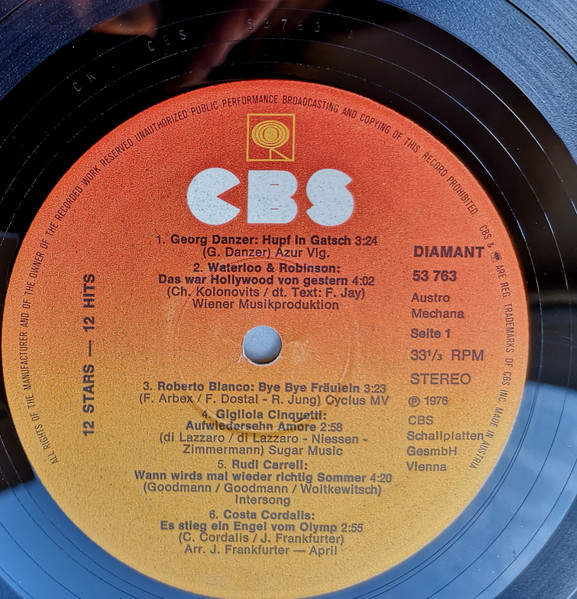 CBS 53763 A
ALL RIGHTS OF THE MANUFACTURER AND OF THE OWNER OF THE RECORDED WORK RESERVED UNAUTHORIZED PUBLIC PERFORMANCE BROADCASTING AND COPYING OF THIS RECORD PROHIBITED. CBS & ARE REG. TRADEMARKS OF CBS INC. MADE IN AUSTRIA
CBS
1. Georg Danzer: Hupf in Gatsch 3:24
(G. Danzer) Azur Vlg.
2. Waterloo & Robinson:
Das war Hollywood von gestern 4:02
(Ch. Kolonovits / dt. Text: F. Jay)
Wiener Musikproduktion
DIAMANT
53 763
Austro
Mechana
Seite 1
33 1/3 RPM
STEREO
℗ 1976
CBS
Schallplatten
GesmbH
Vienna
12 STARS — 12 HITS
3. Roberto Blanco: Bye Bye Fräulein 3:23
(F. Arbex / F. Dostal - R. Jung) Cyclus MV
4. Gigliola Cinquetti:
Aufwiedersehn Amore 2:58
(di Lazzaro / di Lazzaro - Niessen -
Zimmermann) Sugar Music
5. Rudi Carrell:
Wann wirds mal wieder richtig Sommer 4:20
(Goodmann / Goodmann / Woitkewitsch)
Intersong
6. Costa Cordalis:
Es stieg ein Engel vom Olymp 2:55
(C. Cordalis / J. Frankfurter)
Arr. J. Frankfurter — April